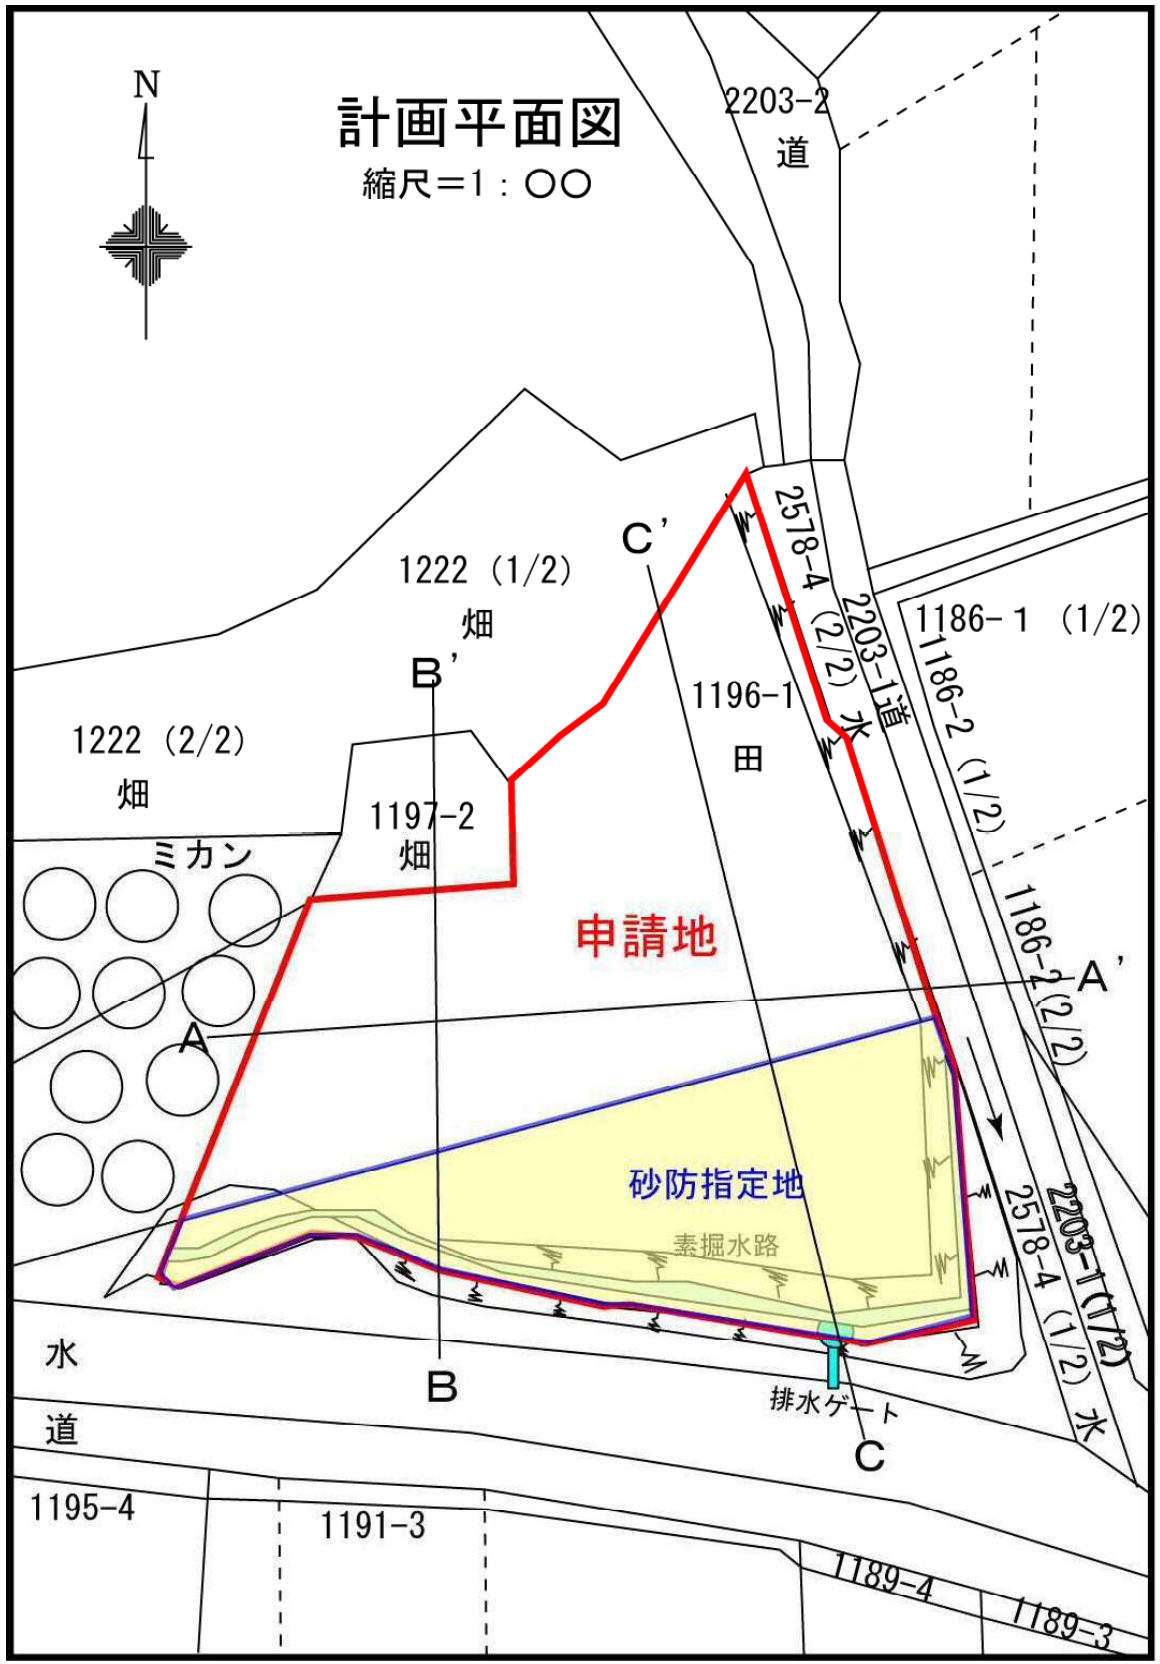 N
計画平面図
縮尺＝1：〇〇
2203-2
道
C'
2578-4 (2/2) 水
2203-1道
1222 (1/2)
畑
1186-1 (1/2)
1186-2 (1/2)
B'
1196-1
田
1222 (2/2)
畑
1197-2
畑
ミカン
申請地
1186-2(2/2)
A'
A
砂防指定地
素掘水路
2578-4 (1/2) 水
2203-1(1/2)
水
道
B
排水ゲート
C
1195-4
1191-3
1189-4
1189-3